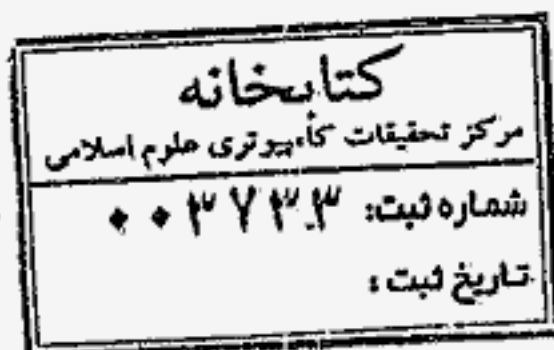 کتابخانه
مرکز تحقیقات کامپیوتری علوم اسلامی
شماره ثبت: ۰۰۳۷۳۳
تاریخ ثبت :